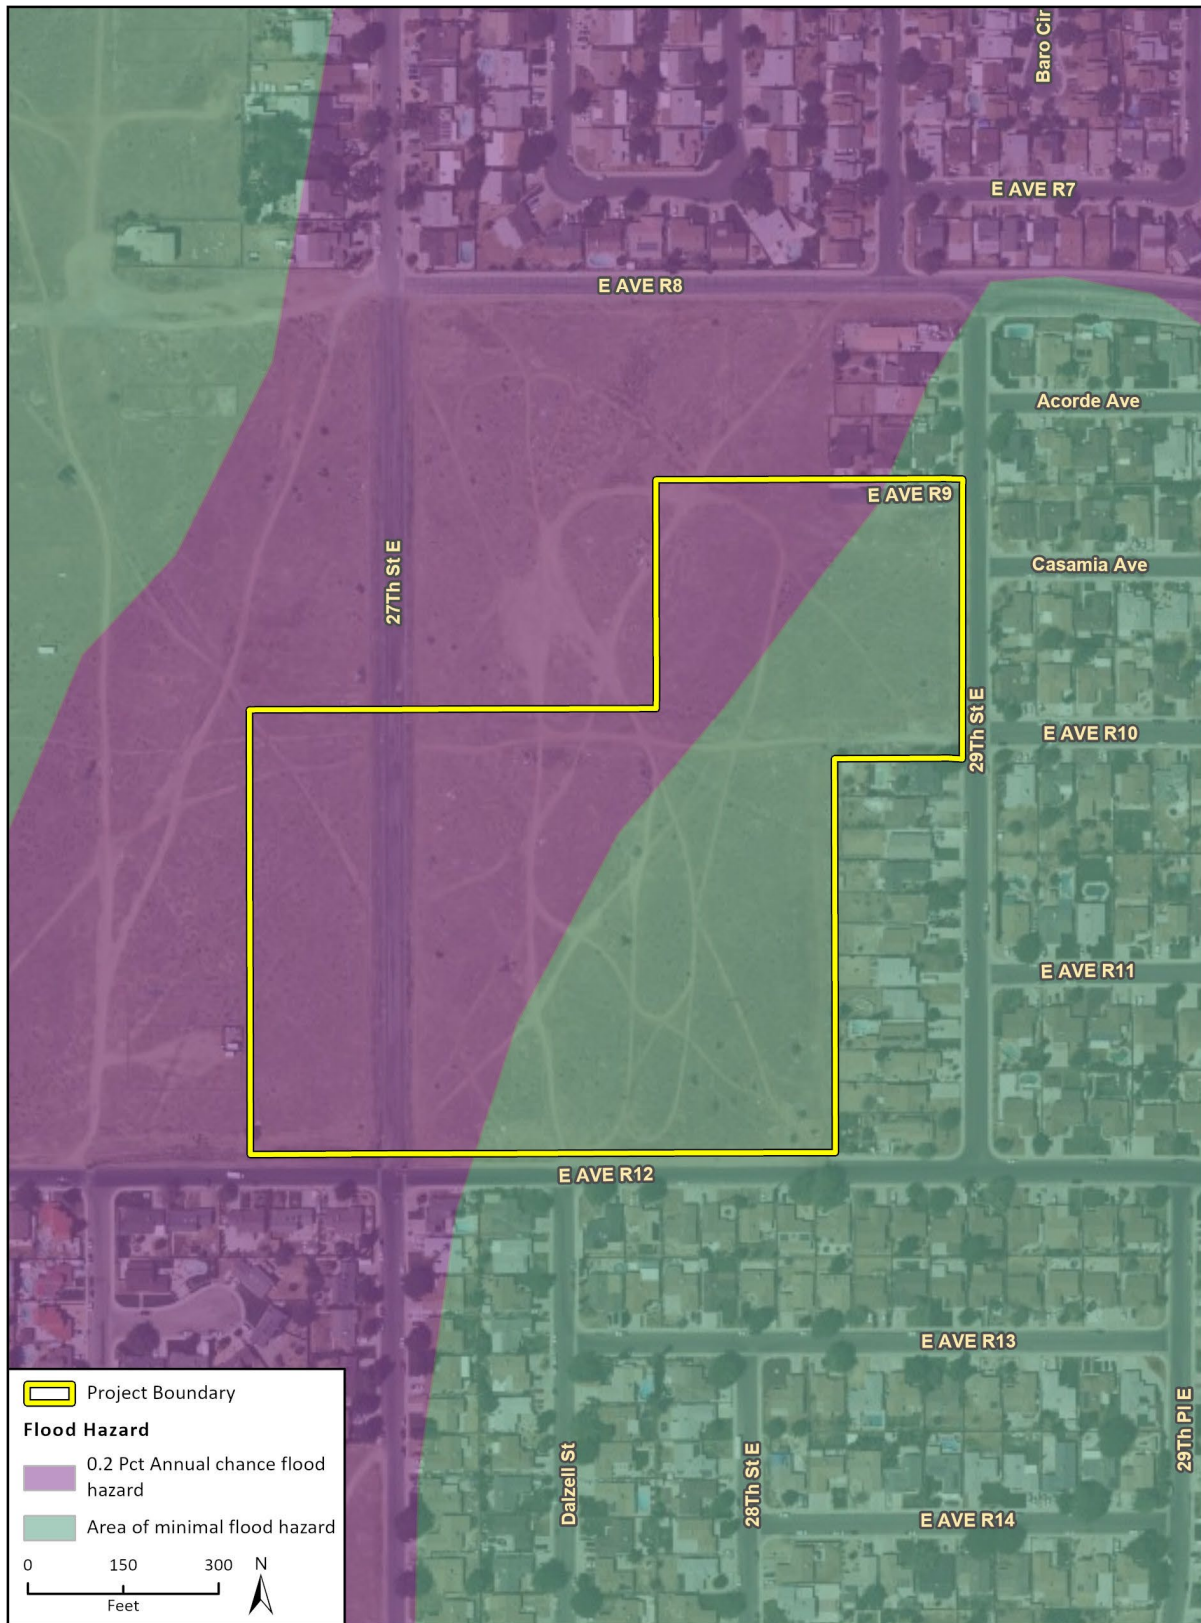 Baro Cir
E AVE R7
E AVE R8
Acorde Ave
E AVE R9
Casamia Ave
27Th St E
29Th St E
E AVE R10
E AVE R11
E AVE R12
E AVE R13
29Th Pl E
Dalzell St
28Th St E
E AVE R14
Project Boundary
Flood Hazard
0.2 Pct Annual chance flood
hazard
Area of minimal flood hazard
0 150 300 N
Feet